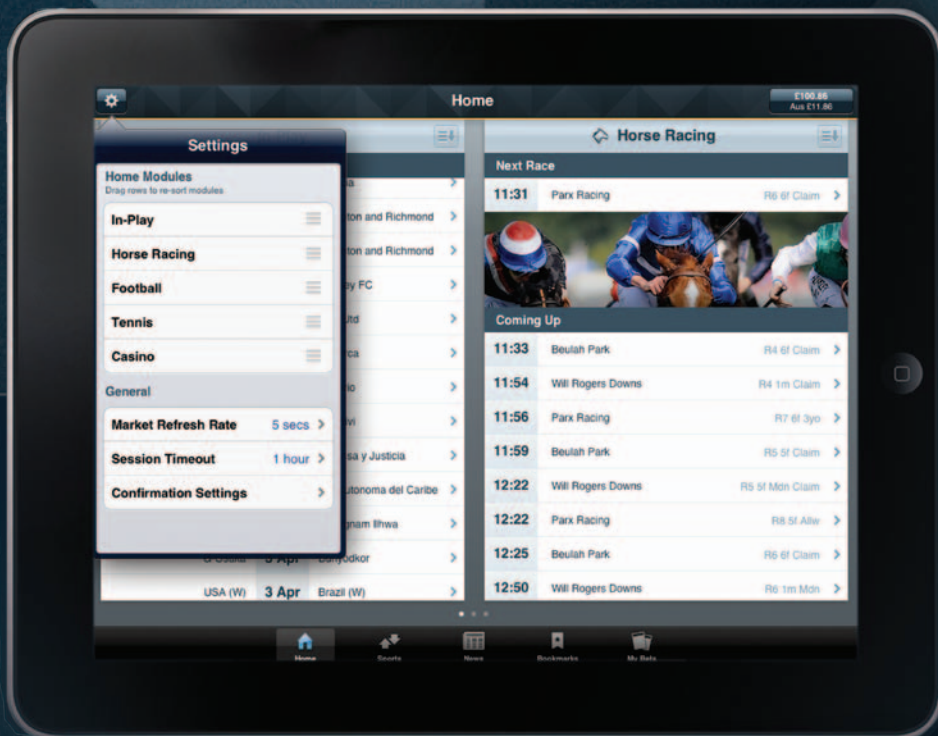 Home
£100.86
Aus £11.86
Settings
Home Modules
Drag rows to re-sort modules
In-Play
Horse Racing
Football
Tennis
Casino
General
Market Refresh Rate 5 secs
Session Timeout 1 hour
Confirmation Settings
ton and Richmond
ton and Richmond
ey FC
Utd
rca
rio
vi
sa y Justicia
utonoma del Caribe
gnam Ilhwa
3 Apr
USA (W) 3 Apr Brazil (W)
Horse Racing
Next Race
11:31 Parx Racing R6 6f Claim
Coming Up
11:33 Beulah Park R4 6f Claim
11:54 Will Rogers Downs R4 1m Claim
11:56 Parx Racing R7 6f 3yo
11:59 Beulah Park R5 5f Claim
12:22 Will Rogers Downs R5 5f Mdn Claim
12:22 Parx Racing R8 5f Allw
12:25 Beulah Park R6 6f Claim
12:50 Will Rogers Downs R6 1m Mdn
Home Sports News Bookmarks My Bets